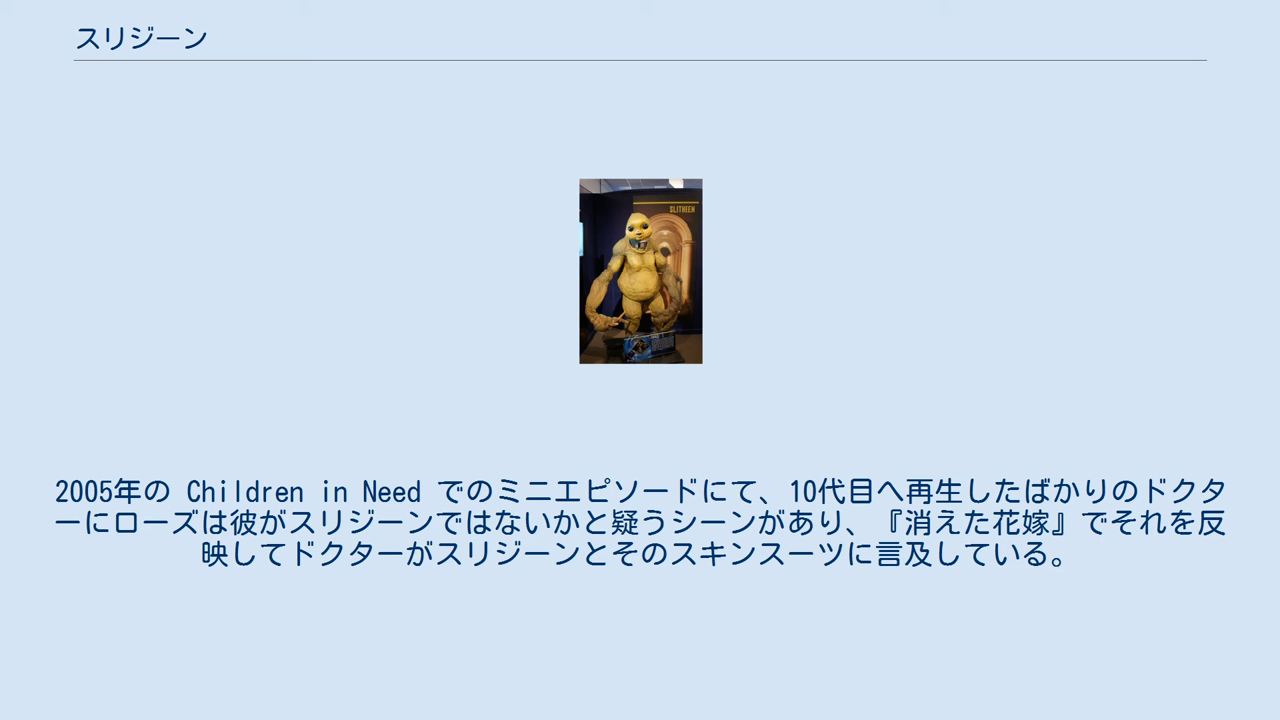 スリジーン
SLITHEEN
2005年の Children in Need でのミニエピソードにて、10代目へ再生したばかりのドクタ
ーにローズは彼がスリジーンではないかと疑うシーンがあり、『消えた花嫁』でそれを反
映してドクターがスリジーンとそのスキンスーツに言及している。